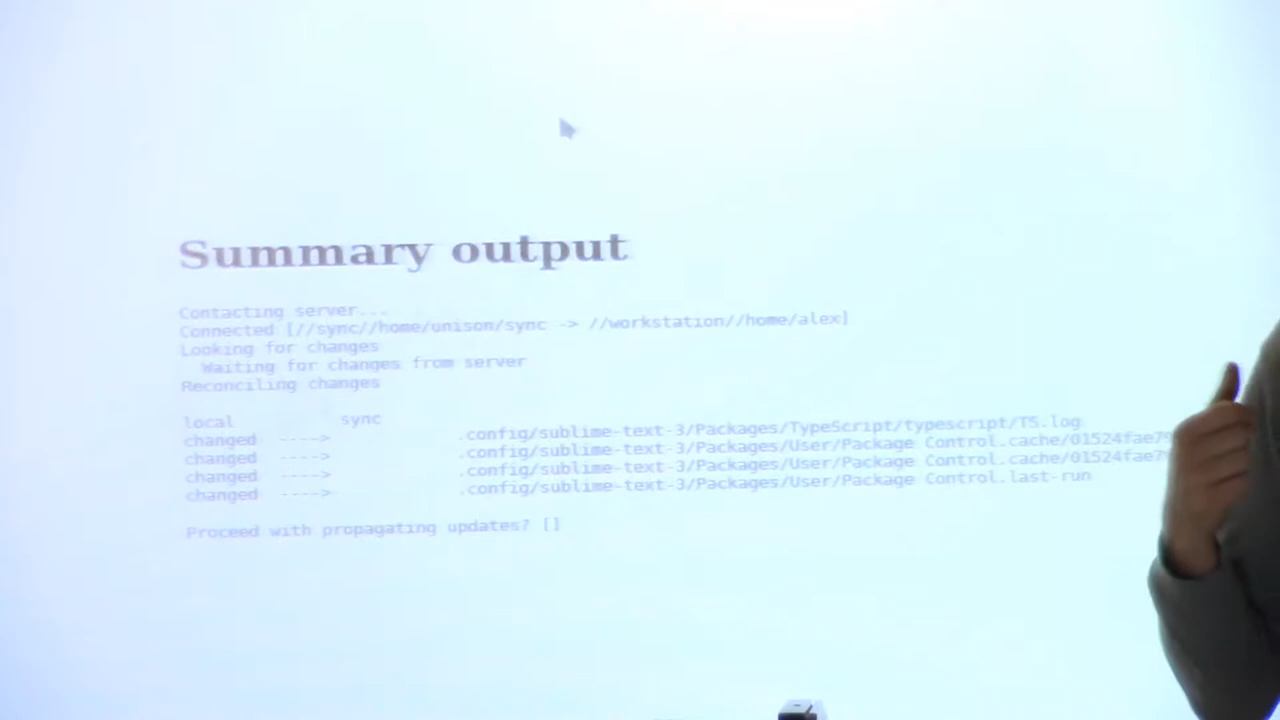 Summary output
Contacting server...
Connected [//sync//home/unison/sync -> //workstation//home/alex]
Looking for changes
Waiting for changes from server
Reconciling changes
local sync
changed ----> .config/sublime-text-3/Packages/TypeScript/typescript/TS.log
changed ----> .config/sublime-text-3/Packages/User/Package Control.cache/01524fae79
changed ----> .config/sublime-text-3/Packages/User/Package Control.cache/01524fae79
changed ----> .config/sublime-text-3/Packages/User/Package Control.last-run
Proceed with propagating updates? []